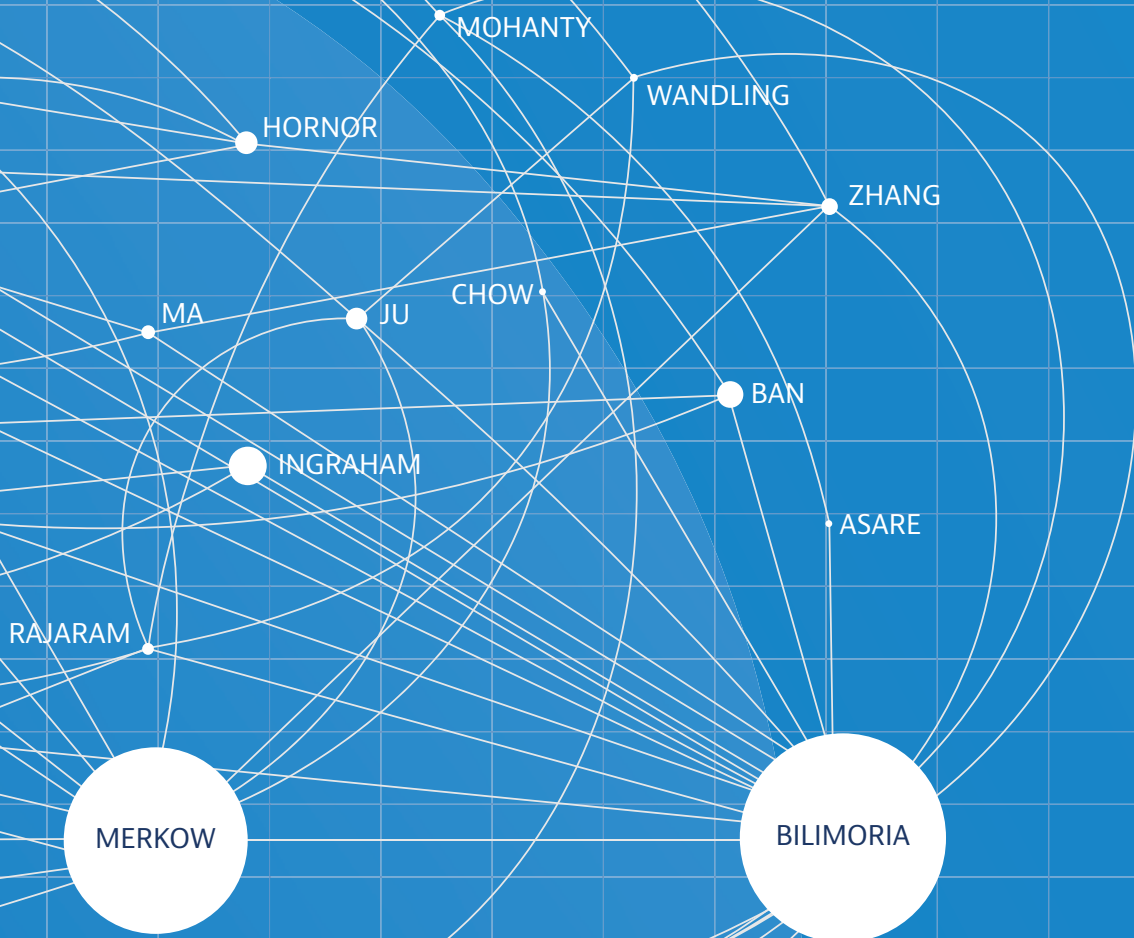 MOHANTY
WANDLING
HORNOR
ZHANG
CHOW
MA
JU
BAN
INGRAHAM
ASARE
RAJARAM
MERKOW
BILIMORIA